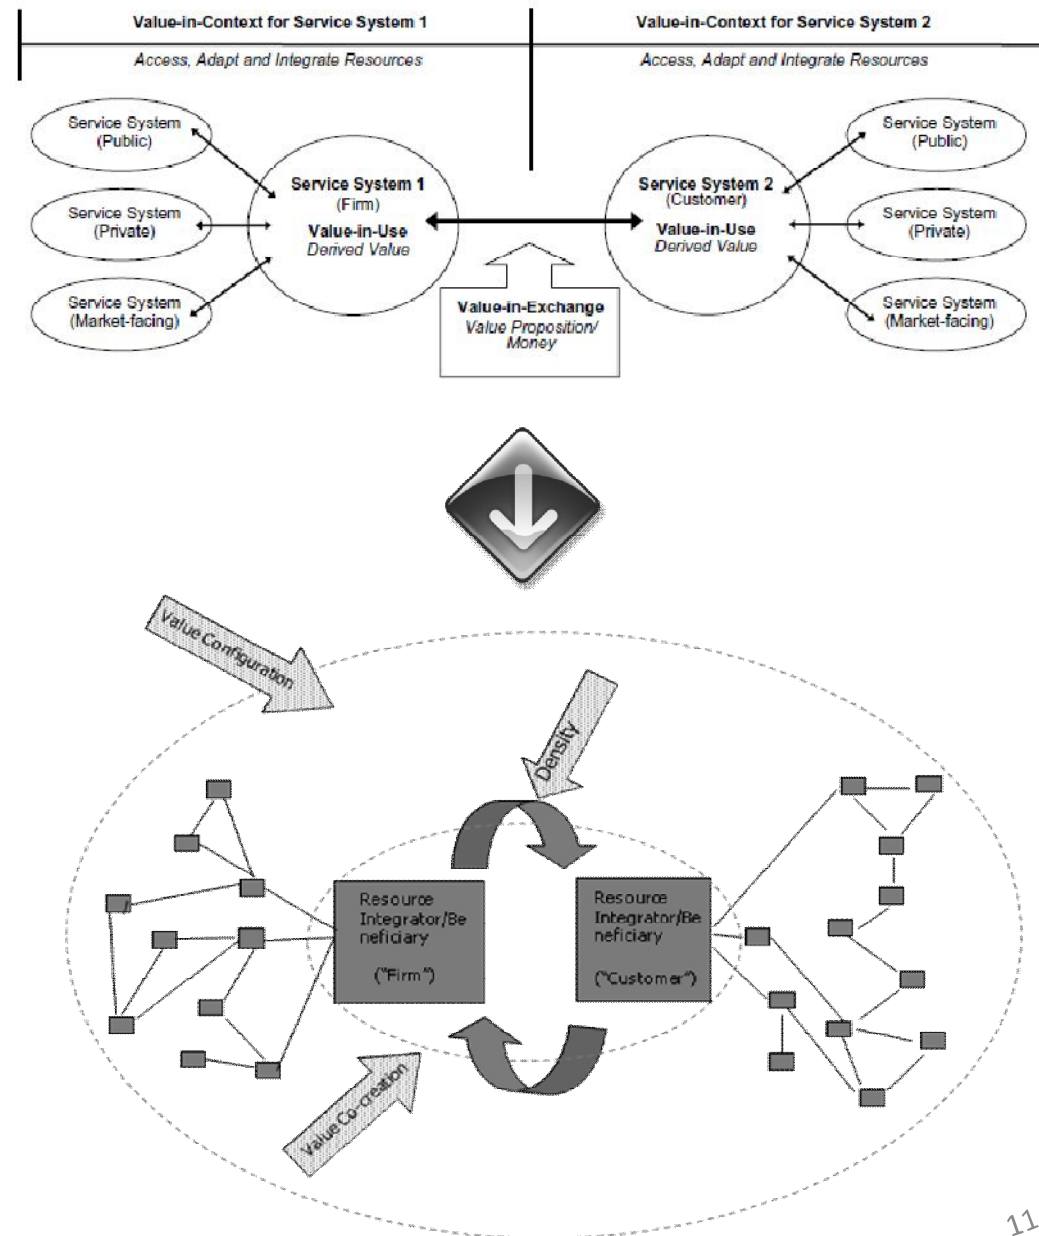 Value-in-Context for Service System 1
Value-in-Context for Service System 2
Access, Adapt and Integrate Resources
Access, Adapt and Integrate Resources
Service System
(Public)
Service System
(Private)
Service System
(Market-facing)
Service System 1
(Firm)
Value-in-Use
Derived Value
Value-in-Exchange
Value Proposition/
Money
Service System 2
(Customer)
Value-in-Use
Derived Value
Service System
(Public)
Service System
(Private)
Service System
(Market-facing)
Value Configuration
Density
Resource
Integrator/Be
neficiary
("Firm")
Resource
Integrator/Be
neficiary
("Customer")
Value Co-creation
11